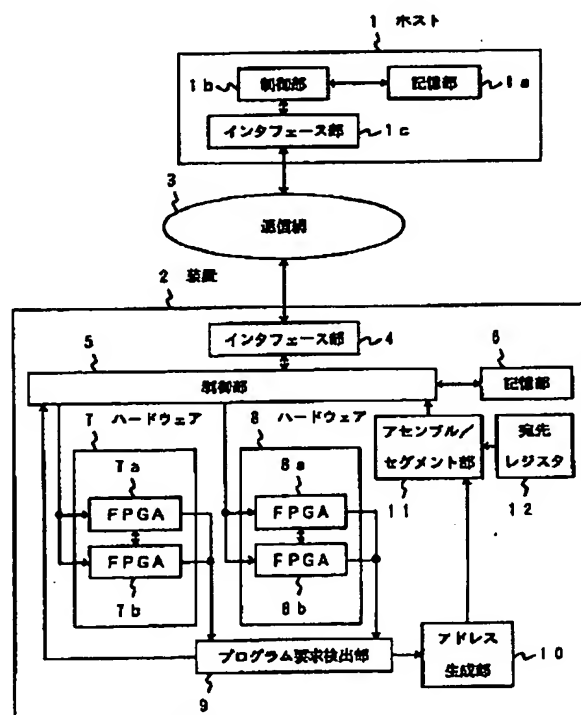 1 ホスト
1b
制御部
記憶部
1a
インタフェース部
1c
3
通信網
2 装置
インタフェース部
4
5
制御部
6
記憶部
7 ハードウェア
8 ハードウェア
アセンブル/
セグメント部
11
宛先
レジスタ
12
7a
FPGA
FPGA
7b
8a
FPGA
FPGA
8b
プログラム要求検出部
9
アドレス
生成部
10